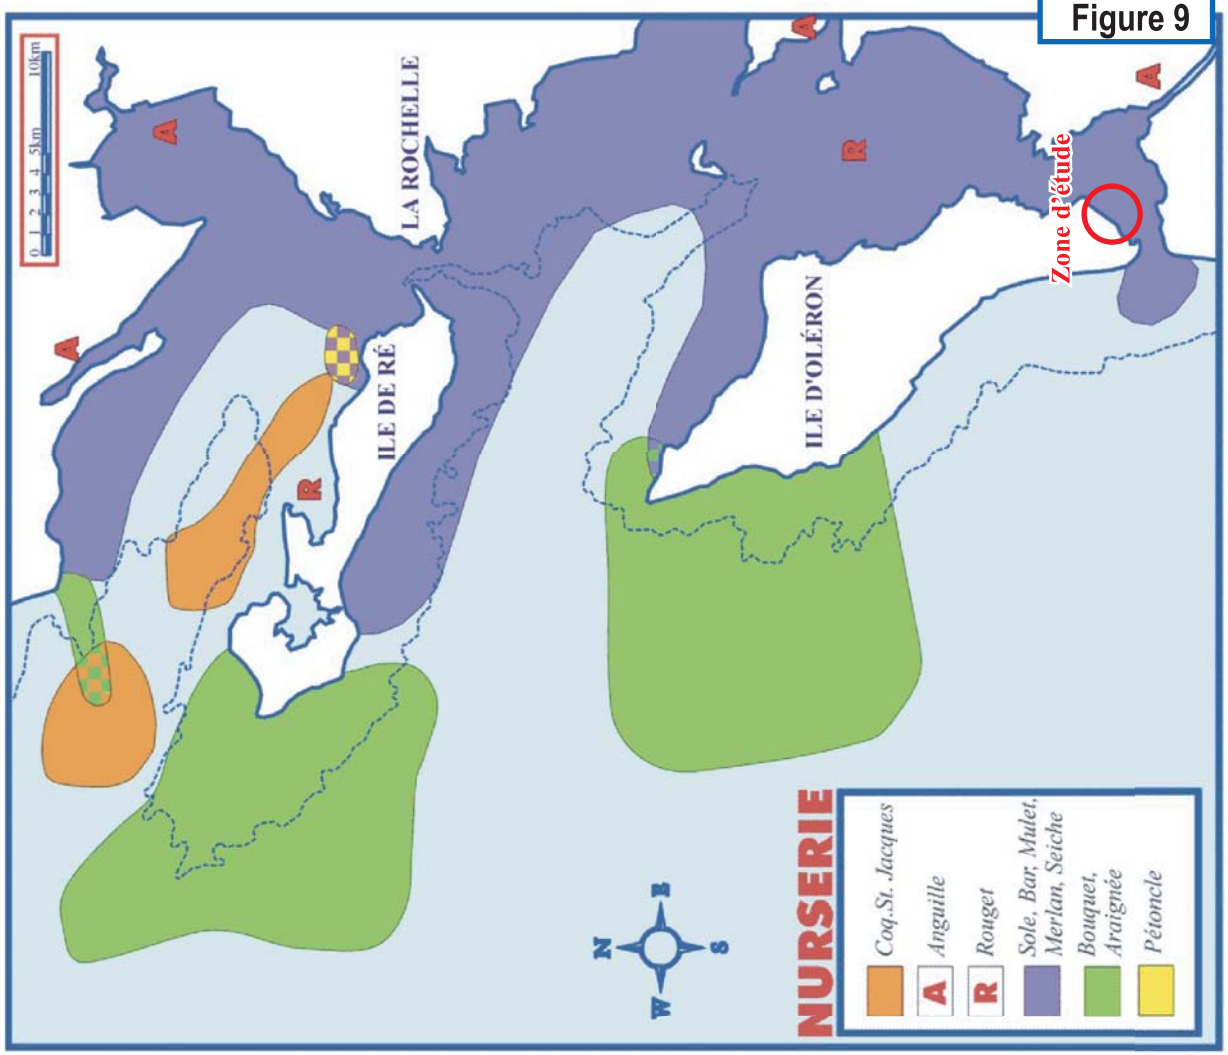 Figure 9
0 1 2 3 4 5km 10km
A
A
A
A
LA ROCHELLE
R
Zone d'étude
ILE DE RÉ
R
ILE D'OLÉRON
N
W E
S
NURSERIE
Coq.St. Jacques
A Anguille
R Rouget
Sole, Bar, Mulet,
Merlan, Seiche
Bouquet,
Araignée
Pétoncle